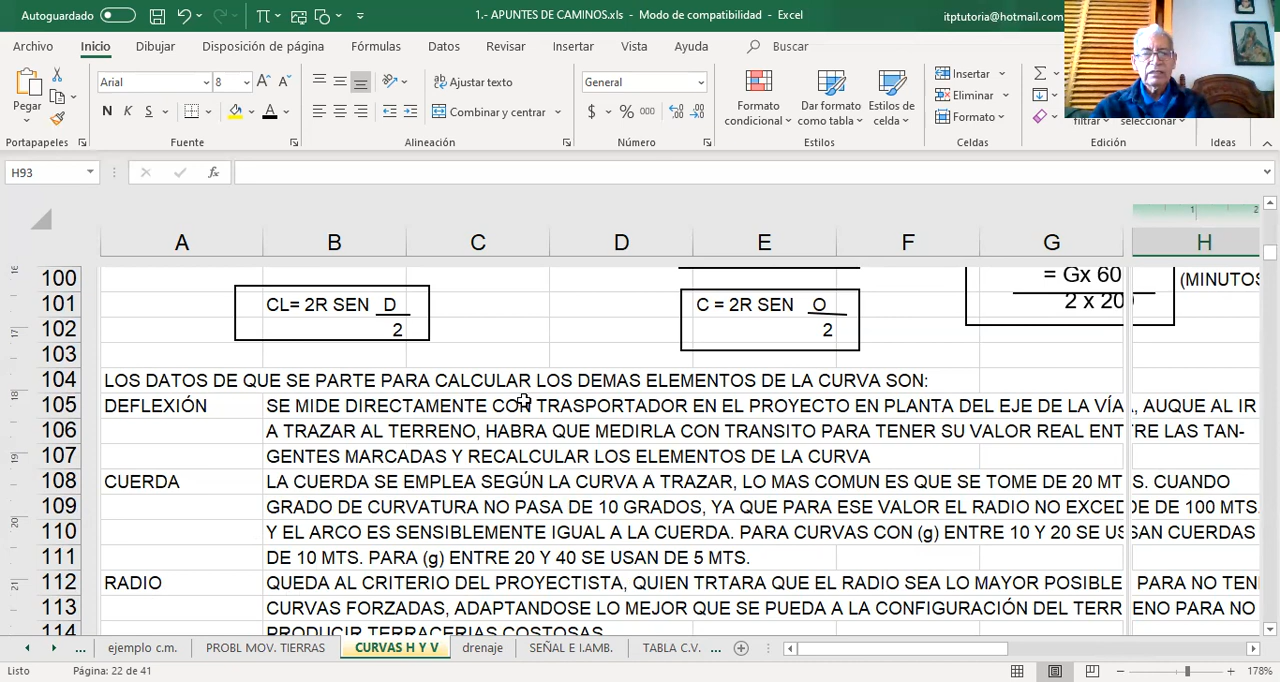 Autoguardado
1.- APUNTES DE CAMINOS.xls - Modo de compatibilidad - Excel
itptutoria@hotmail.com
Archivo Inicio Dibujar Disposición de página Fórmulas Datos Revisar Insertar Vista Ayuda Buscar
Pegar
Arial 8
N K S
Ajustar texto
Combinar y centrar
General
$ % 000
Formato condicional
Dar formato como tabla
Estilos de celda
Insertar
Eliminar
Formato
filtrar seleccionar
Portapapeles Fuente Alineación Número Estilos Celdas Edición Ideas
H93
A B C D E F G H
100 = Gx 60 (MINUTOS
2 x 20
101 CL= 2R SEN D C = 2R SEN O
102 2 2
103
104 LOS DATOS DE QUE SE PARTE PARA CALCULAR LOS DEMAS ELEMENTOS DE LA CURVA SON:
105 DEFLEXIÓN SE MIDE DIRECTAMENTE CON TRASPORTADOR EN EL PROYECTO EN PLANTA DEL EJE DE LA VÍA, AUQUE AL IR
106 A TRAZAR AL TERRENO, HABRA QUE MEDIRLA CON TRANSITO PARA TENER SU VALOR REAL ENTRE LAS TAN-
107 GENTES MARCADAS Y RECALCULAR LOS ELEMENTOS DE LA CURVA
108 CUERDA LA CUERDA SE EMPLEA SEGÚN LA CURVA A TRAZAR, LO MAS COMUN ES QUE SE TOME DE 20 MTS. CUANDO
109 GRADO DE CURVATURA NO PASA DE 10 GRADOS, YA QUE PARA ESE VALOR EL RADIO NO EXCEDE DE 100 MTS.
110 Y EL ARCO ES SENSIBLEMENTE IGUAL A LA CUERDA. PARA CURVAS CON (g) ENTRE 10 Y 20 SE USAN CUERDAS
111 DE 10 MTS. PARA (g) ENTRE 20 Y 40 SE USAN DE 5 MTS.
112 RADIO QUEDA AL CRITERIO DEL PROYECTISTA, QUIEN TRTARA QUE EL RADIO SEA LO MAYOR POSIBLE PARA NO TENE
113 CURVAS FORZADAS, ADAPTANDOSE LO MEJOR QUE SE PUEDA A LA CONFIGURACIÓN DEL TERRENO PARA NO
114 PRODUCIR TERRACERIAS COSTOSAS
... ejemplo c.m. PROBL MOV. TIERRAS CURVAS H Y V drenaje SEÑAL E I.AMB. TABLA C.V. ...
Listo Página: 22 de 41 178%